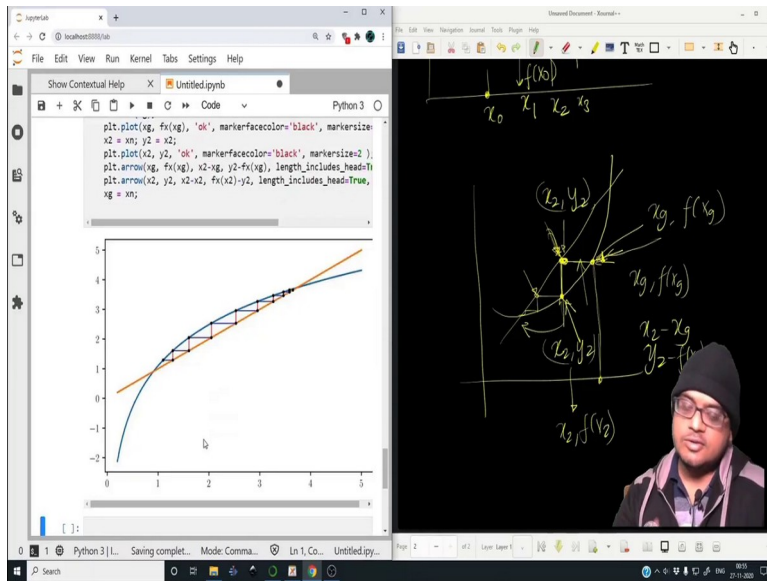 JupyterLab
localhost:8888/lab
File Edit View Run Kernel Tabs Settings Help
Show Contextual Help
Untitled.ipynb
Code
Python 3
plt.plot(xg, fx(xg), 'ok', markerfacecolor='black', markersize=
x2 = xn; y2 = x2;
plt.plot(x2, y2, 'ok', markerfacecolor='black', markersize=2 )
plt.arrow(xg, fx(xg), x2-xg, y2-fx(xg), length_includes_head=Tr
plt.arrow(x2, y2, x2-x2, fx(x2)-y2, length_includes_head=True,
xg = xn;
5
4
3
2
1
0
−1
−2
0 1 2 3 4 5
[ ]:
0 1 Python 3 | I... Saving complet... Mode: Comma... Ln 1, Co... Untitled.ipy...
Search
Unsaved Document - Xournal++
File Edit View Navigation Journal Tools Plugin Help
f(x0)
x0 x1 x2 x3
(x2, y2)
xg, f(xg)
xg, f(xg)
(x2, y2)
x2 - xg
y2 - f(x
x2, f(x2)
Page 2 of 2 Layer Layer 1
ENG
00:55
27-11-2020